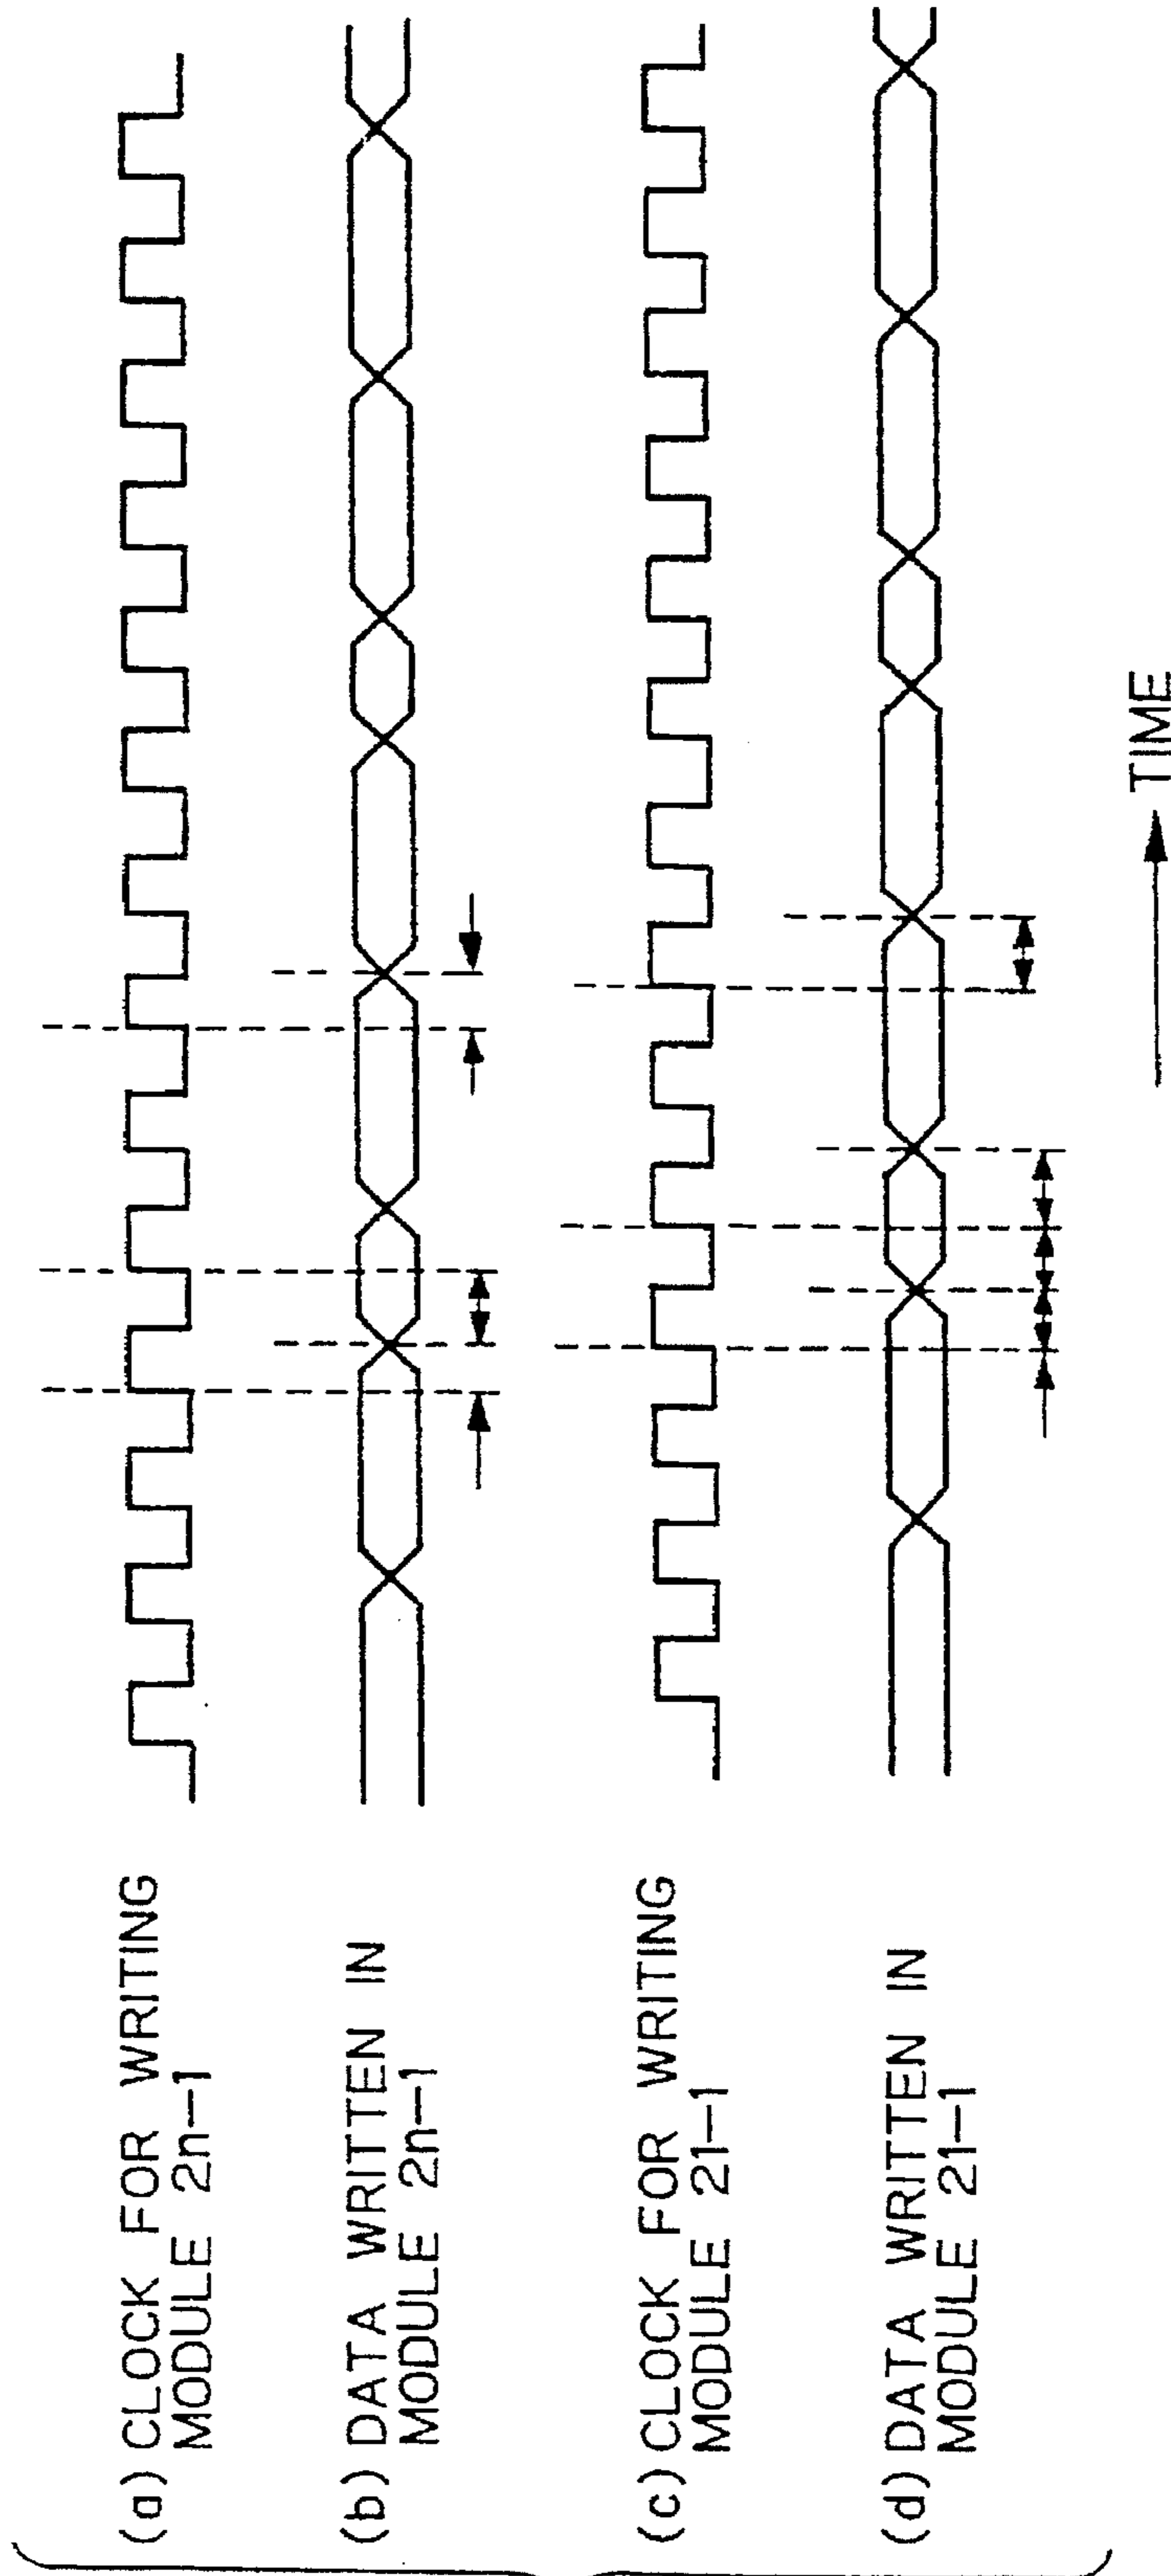 (a) CLOCK FOR WRITING
MODULE 2n-1
(b) DATA WRITTEN IN
MODULE 2n-1
(c) CLOCK FOR WRITING
MODULE 21-1
(d) DATA WRITTEN IN
MODULE 21-1
TIME